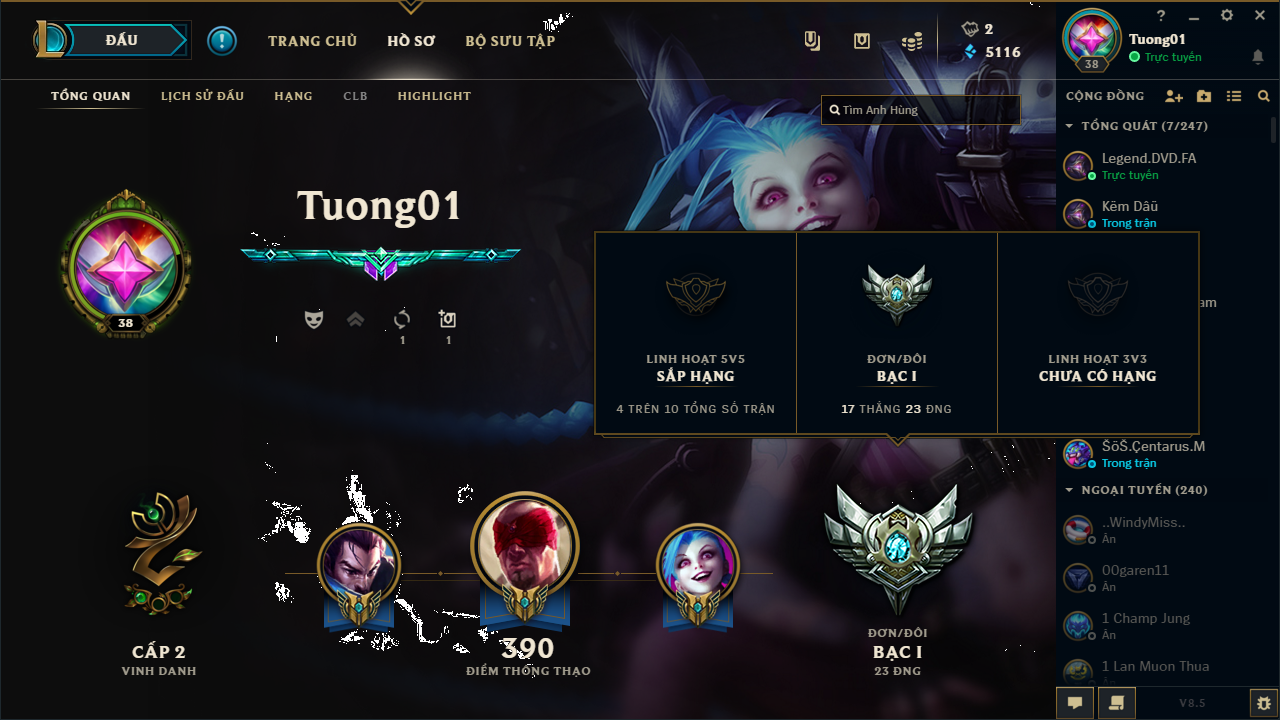 ĐẤU
!
TRANG CHỦ
HỒ SƠ
BỘ SƯU TẬP
2
5116
?
Tuong01
Trực tuyến
38
TỔNG QUAN
LỊCH SỬ ĐẤU
HẠNG
CLB
HIGHLIGHT
Tìm Anh Hùng
CỘNG ĐỒNG
TỔNG QUÁT (7/247)
Legend.DVD.FA
Trực tuyến
Këm Dâü
Trong trận
am
Tuong01
38
1
1
LINH HOẠT 5V5
SẮP HẠNG
4 TRÊN 10 TỔNG SỐ TRẬN
ĐƠN/ĐÔI
BẠC I
17 THẮNG 23 ĐNG
LINH HOẠT 3V3
CHƯA CÓ HẠNG
ŠöŠ.Çentarus.M
Trong trận
NGOẠI TUYẾN (240)
..WindyMiss..
Ẩn
00garen11
Ẩn
1 Champ Jung
Ẩn
1 Lan Muon Thua
Ẩn
CẤP 2
VINH DANH
390
ĐIỂM THÔNG THẠO
ĐƠN/ĐÔI
BẠC I
23 ĐNG
V8.5